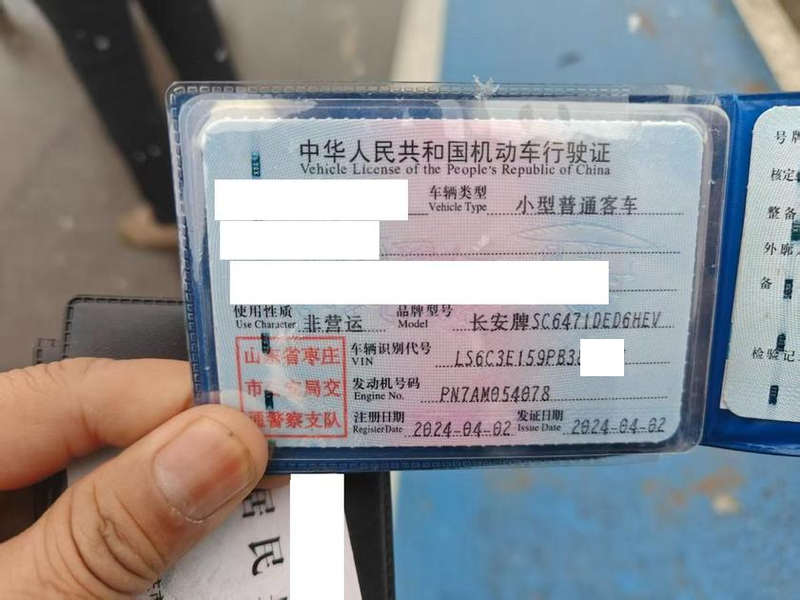 中华人民共和国机动车行驶证
Vehicle License of the People's Republic of China
车辆类型 小型普通客车
Vehicle Type
使用性质 非营运 品牌型号 长安牌SC6471DED6HEV
Use Character Model
车辆识别代号 LS6C3E159PB38
VIN
发动机号码 PN7AM054078
Engine No.
注册日期 2024-04-02 发证日期 2024-04-02
Register Date Issue Date
山东省枣庄
市公安局交
通警察支队
号牌
核定
整备
外廓
备
检验记
居民